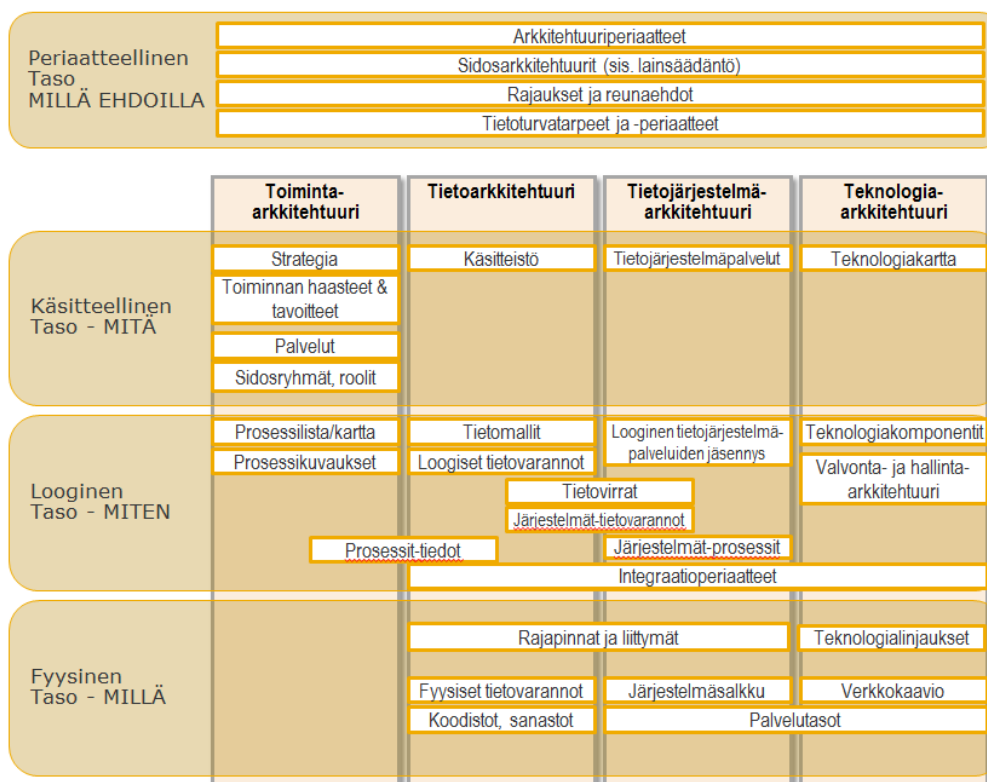 Periaatteellinen
Taso
MILLÄ EHDOILLA
Arkkitehtuuriperiaatteet
Sidosarkkitehtuurit (sis. lainsäädäntö)
Rajaukset ja reunaehdot
Tietoturvatarpeet ja -periaatteet
Toiminta-
arkkitehtuuri
Tietoarkkitehtuuri
Tietojärjestelmä-
arkkitehtuuri
Teknologia-
arkkitehtuuri
Käsitteellinen
Taso - MITÄ
Strategia
Käsitteistö
Tietojärjestelmäpalvelut
Teknologiakartta
Toiminnan haasteet &
tavoitteet
Palvelut
Sidosryhmät, roolit
Looginen
Taso - MITEN
Prosessilista/kartta
Tietomallit
Looginen tietojärjestelmä-
palveluiden jäsennys
Teknologiakomponentit
Prosessikuvaukset
Loogiset tietovarannot
Valvonta- ja hallinta-
arkkitehtuuri
Tietovirrat
Järjestelmät-tietovarannot
Prosessit-tiedot
Järjestelmät-prosessit
Integraatioperiaatteet
Fyysinen
Taso - MILLÄ
Rajapinnat ja liittymät
Teknologialinjaukset
Fyysiset tietovarannot
Järjestelmäsalkku
Verkkokaavio
Koodistot, sanastot
Palvelutasot